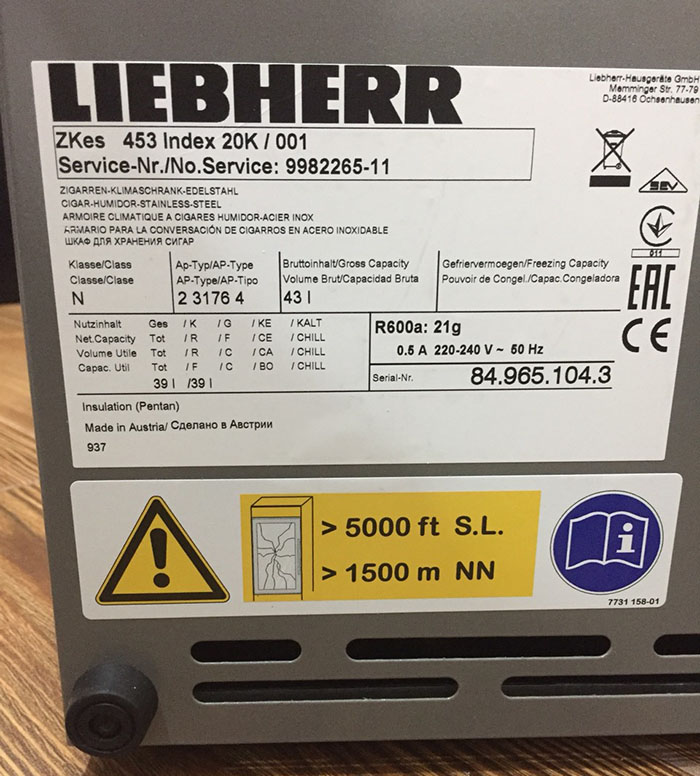 LIEBHERR
Liebherr-Hausgeräte GmbH
Memminger Str. 77-79
D-88416 Ochsenhausen
ZKes 453 Index 20K / 001
Service-Nr./No.Service: 9982265-11
ZIGARREN-KLIMASCHRANK-EDELSTAHL
CIGAR-HUMIDOR-STAINLESS-STEEL
ARMOIRE CLIMATIQUE A CIGARES HUMIDOR-ACIER INOX
ARMARIO PARA LA CONVERSACIÓN DE CIGARROS EN ACERO INOXIDABLE
ШКАФ ДЛЯ ХРАНЕНИЯ СИГАР
SEV
011
EAC
CE
Klasse/Class Ap-Typ/AP-Type Bruttoinhalt/Gross Capacity Gefriervermoegen/Freezing Capacity
Classe/Clase AP-Type/AP-Tipo Volume Brut/Capacidad Bruta Pouvoir de Congel./Capac.Congeladora
N 2 3176 4 43 l
Nutzinhalt Ges / K / G / KE / KALT
Net.Capacity Tot / R / F / CE / CHILL
Volume Utile Tot / R / C / CA / CHILL
Capac. Util Tot / F / C / BO / CHILL
39 l /39 l
R600a: 21g
0.5 A 220-240 V ~ 50 Hz
Serial-Nr. 84.965.104.3
Insulation (Pentan)
Made in Austria/ Сделано в Австрии
937
> 5000 ft S.L.
> 1500 m NN
7731 158-01